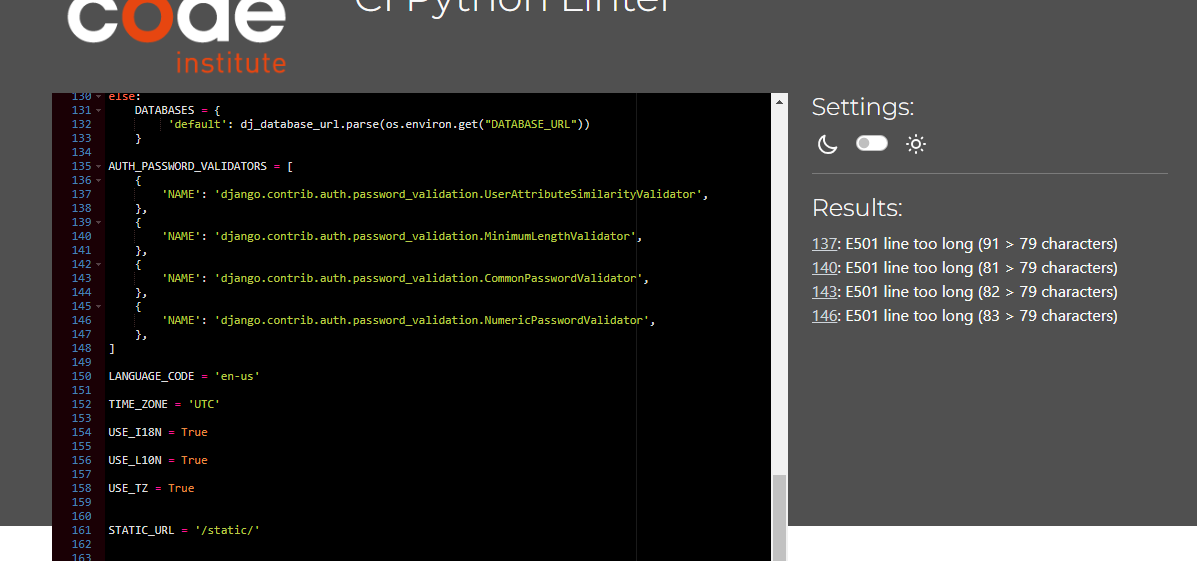 CI Python Linter
code
institute
130 else:
131     DATABASES = {
132         'default': dj_database_url.parse(os.environ.get("DATABASE_URL"))
133     }
134
135 AUTH_PASSWORD_VALIDATORS = [
136     {
137         'NAME': 'django.contrib.auth.password_validation.UserAttributeSimilarityValidator',
138     },
139     {
140         'NAME': 'django.contrib.auth.password_validation.MinimumLengthValidator',
141     },
142     {
143         'NAME': 'django.contrib.auth.password_validation.CommonPasswordValidator',
144     },
145     {
146         'NAME': 'django.contrib.auth.password_validation.NumericPasswordValidator',
147     },
148 ]
149
150 LANGUAGE_CODE = 'en-us'
151
152 TIME_ZONE = 'UTC'
153
154 USE_I18N = True
155
156 USE_L10N = True
157
158 USE_TZ = True
159
160
161 STATIC_URL = '/static/'
162
163
Settings:
Results:
137: E501 line too long (91 > 79 characters)
140: E501 line too long (81 > 79 characters)
143: E501 line too long (82 > 79 characters)
146: E501 line too long (83 > 79 characters)